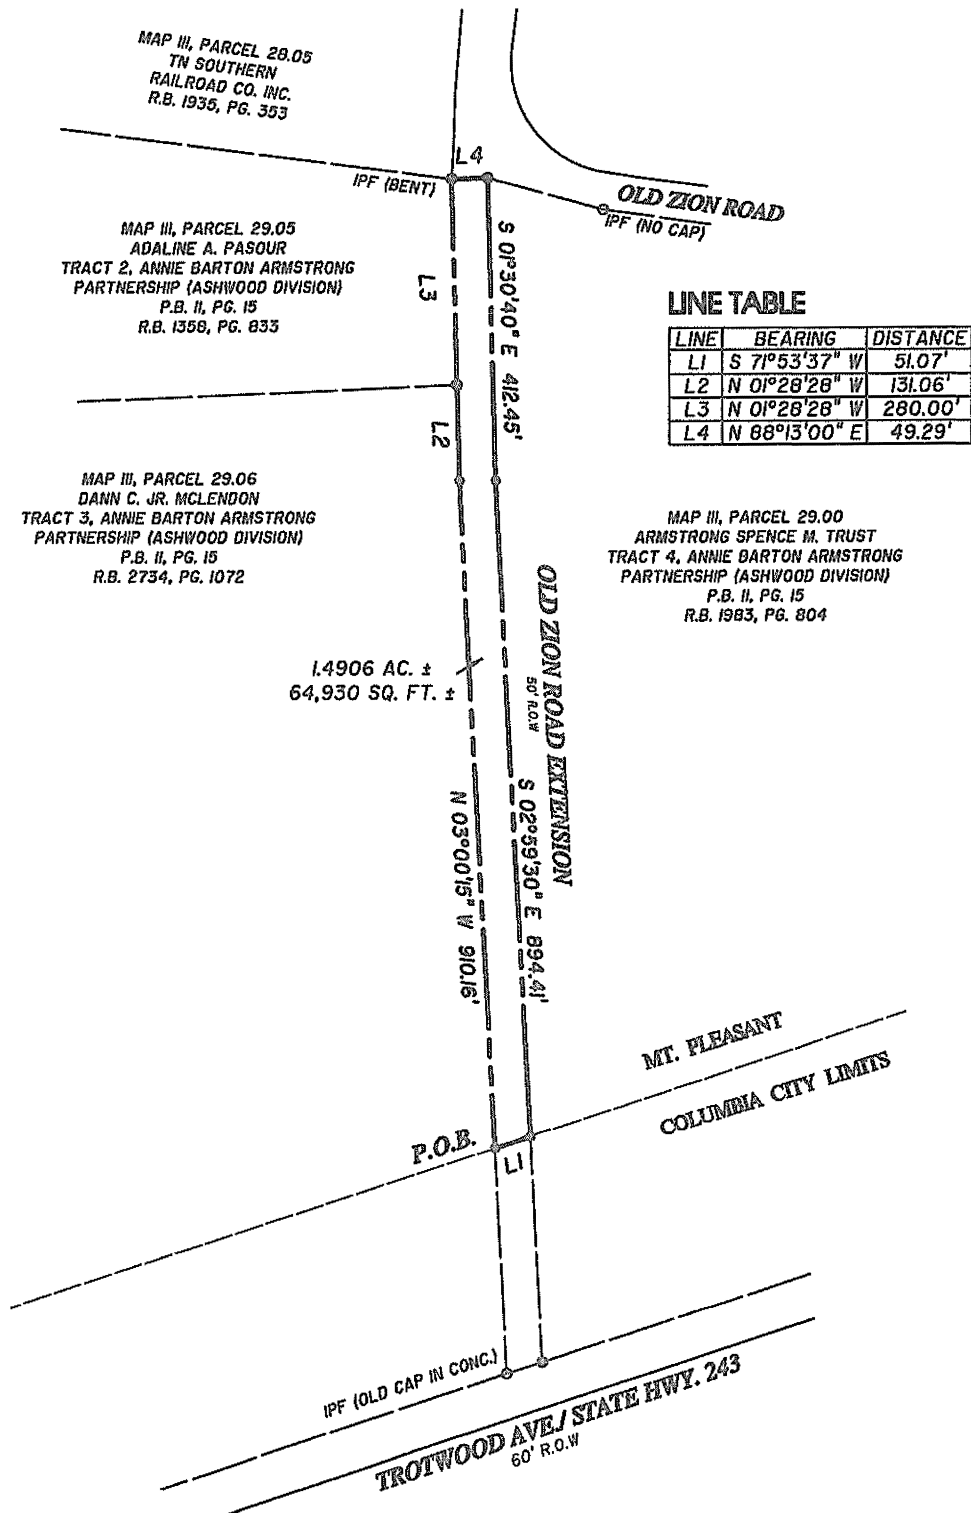 MAP III, PARCEL 28.05
TN SOUTHERN
RAILROAD CO. INC.
R.B. 1935, PG. 353
L4
IPF (BENT)
OLD ZION ROAD
IPF (NO CAP)
MAP III, PARCEL 29.05
ADALINE A. PASOUR
TRACT 2, ANNIE BARTON ARMSTRONG
PARTNERSHIP (ASHWOOD DIVISION)
P.B. 11, PG. 15
R.B. 1358, PG. 833
L3
S 01°30'40" E 412.45'
LINE TABLE
LINE BEARING DISTANCE
L1 S 71°53'37" W 51.07'
L2 N 01°28'28" W 131.06'
L3 N 01°28'28" W 280.00'
L4 N 88°13'00" E 49.29'
L2
MAP III, PARCEL 29.06
DANN C. JR. MCLENDON
TRACT 3, ANNIE BARTON ARMSTRONG
PARTNERSHIP (ASHWOOD DIVISION)
P.B. 11, PG. 15
R.B. 2734, PG. 1072
MAP III, PARCEL 29.00
ARMSTRONG SPENCE M. TRUST
TRACT 4, ANNIE BARTON ARMSTRONG
PARTNERSHIP (ASHWOOD DIVISION)
P.B. 11, PG. 15
R.B. 1983, PG. 804
OLD ZION ROAD EXTENSION
50' R.O.W
1.4906 AC. ±
64,930 SQ. FT. ±
S 02°59'30" E 894.41'
N 03°00'15" W 910.16'
MT. PLEASANT
COLUMBIA CITY LIMITS
P.O.B.
L1
IPF (OLD CAP IN CONC.)
TROTWOOD AVE./ STATE HWY. 243
60' R.O.W